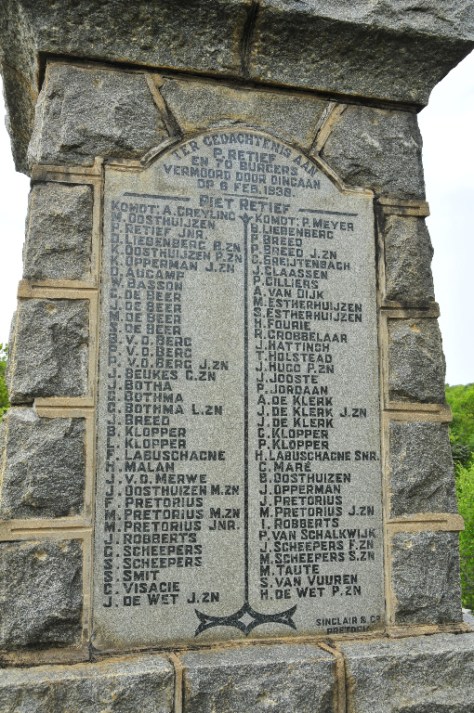 TER GEDACHTENIS AAN
P. RETIEF
EN 70 BURGERS
VERMOORD DOOR DINGAAN
OP 6 FEB. 1838.
PIET RETIEF
KOMDT. A. GREYLING
M. OOSTHUIZEN
P. RETIEF JNR.
D. LIEBENBERG B.ZN
K. OOSTHUIZEN P.ZN
K. OPPERMAN J.ZN
D. AUCAMP
W. BASSON
C. DE BEER
J. DE BEER
M. DE BEER
S. DE BEER
B. V.D. BERG
P. V.D. BERG
P. V.D. BERG J.ZN
J. BEUKES C.ZN
J. BOTHA
G. BOTHMA
C. BOTHMA L.ZN
J. BREED
B. KLOPPER
L. KLOPPER
F. LABUSCHAGNE
H. MALAN
J. V.D. MERWE
J. OOSTHUIZEN M.ZN
F. PRETORIUS
M. PRETORIUS M.ZN
M. PRETORIUS JNR.
J. ROBBERTS
G. SCHEEPERS
S. SCHEEPERS
S. SMIT
C. VISACIE
J. DE WET J.ZN
KOMDT. P. MEYER
B. LIEBENBERG
A. BREED
P. BREED J.ZN
S. BREIJTENBACH
J. CLAASSEN
P. CILLIERS
A. VAN DIJK
M. ESTERHUIJZEN
S. ESTERHUIJZEN
H. FOURIE
R. GROBBELAAR
J. HATTINCH
T. HOLSTEAD
J. HUGO P.ZN
J. JOOSTE
P. JORDAAN
A. DE KLERK
J. DE KLERK J.ZN
J. DE KLERK
C. KLOPPER
P. KLOPPER
H. LABUSCHAGNE SNR.
C. MARÉ
B. OOSTHUIZEN
J. OPPERMAN
J. PRETORIUS
M. PRETORIUS J.ZN
I. ROBBERTS
P. VAN SCHALKWIJK
J. SCHEEPERS F.ZN
M. SCHEEPERS S.ZN
M. TAUTE
S. VAN VUUREN
H. DE WET P.ZN
SINCLAIR & CO.
PRETORIA